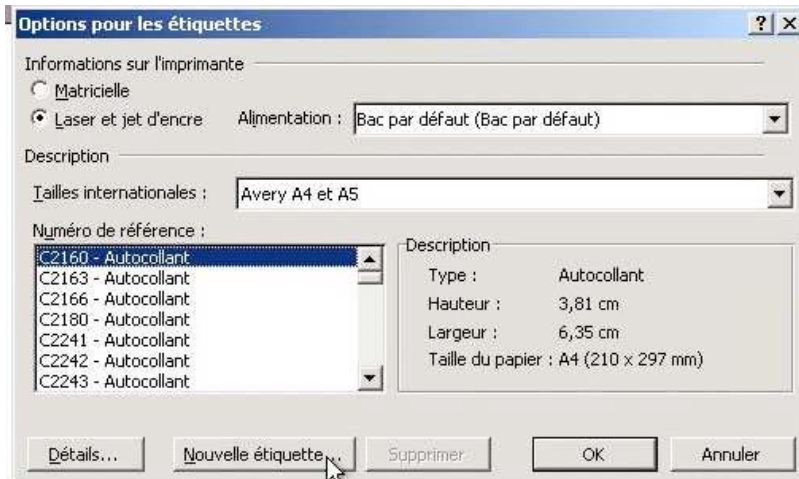 Options pour les étiquettes
Informations sur l'imprimante
Matricielle
Laser et jet d'encre Alimentation : Bac par défaut (Bac par défaut)
Description
Tailles internationales : Avery A4 et A5
Numéro de référence :
C2160 - Autocollant
C2163 - Autocollant
C2166 - Autocollant
C2180 - Autocollant
C2241 - Autocollant
C2242 - Autocollant
C2243 - Autocollant
Description
Type : Autocollant
Hauteur : 3,81 cm
Largeur : 6,35 cm
Taille du papier : A4 (210 x 297 mm)
Détails... Nouvelle étiquette... Supprimer OK Annuler